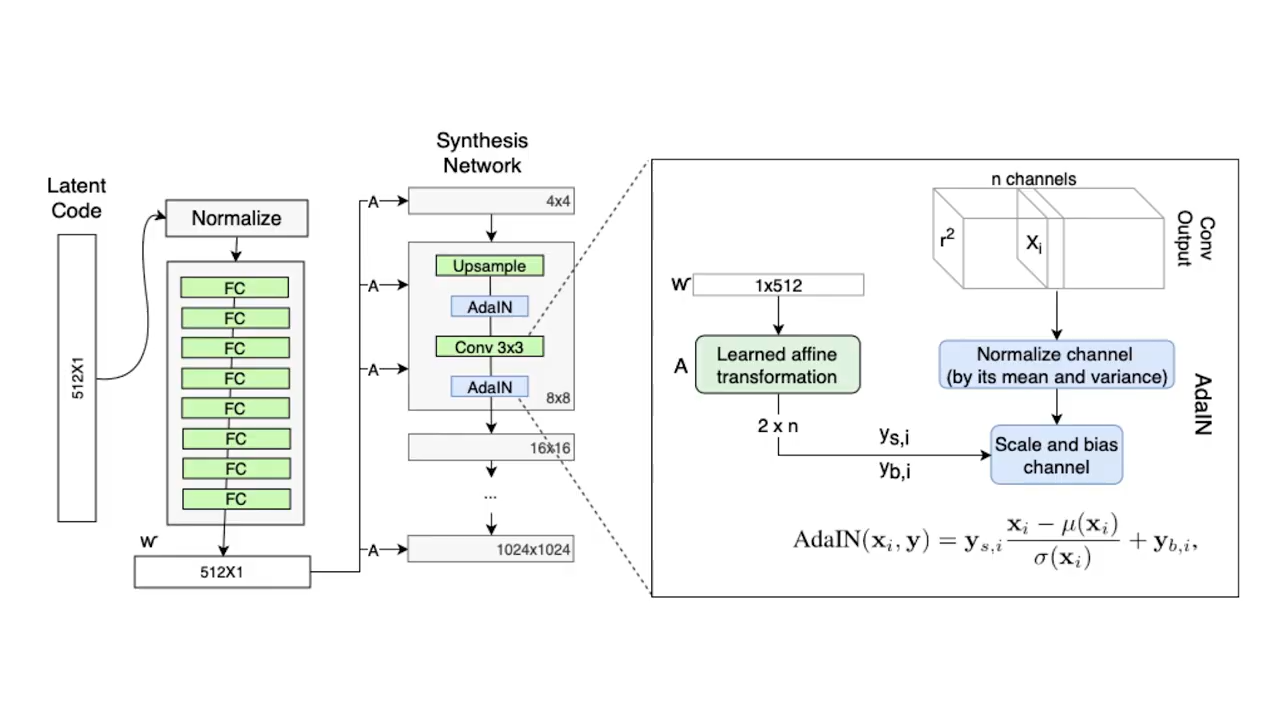 Latent
Code
512X1
Normalize
FC
FC
FC
FC
FC
FC
FC
FC
w
512X1
Synthesis
Network
A
4x4
A
Upsample
AdaIN
A
Conv 3x3
AdaIN
8x8
16x16
...
A
1024x1024
n channels
r²
Xi
Conv
Output
w
1x512
A
Learned affine
transformation
2 x n
ys,i
yb,i
Normalize channel
(by its mean and variance)
Scale and bias
channel
AdaIN
AdaIN(xi, y) = ys,i (xi − μ(xi)) / σ(xi) + yb,i,